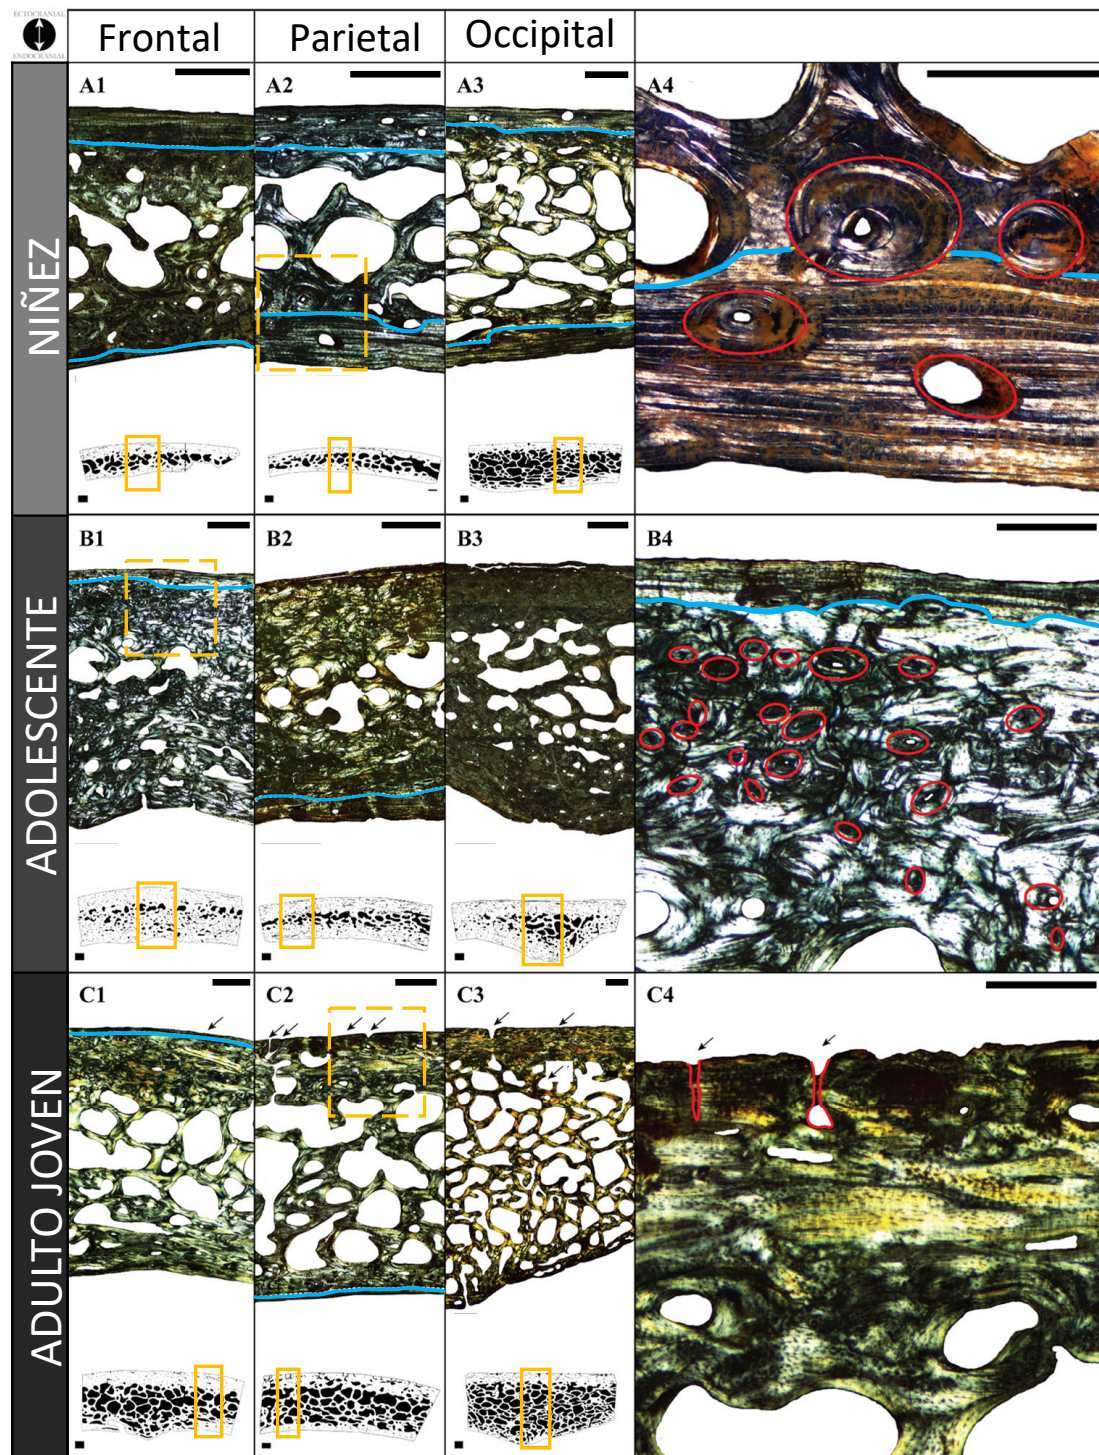 ECTOCRANIAL
ENDOCRANIAL
Frontal
Parietal
Occipital
NIÑEZ
A1
A2
A3
A4
ADOLESCENTE
B1
B2
B3
B4
ADULTO JOVEN
C1
C2
C3
C4